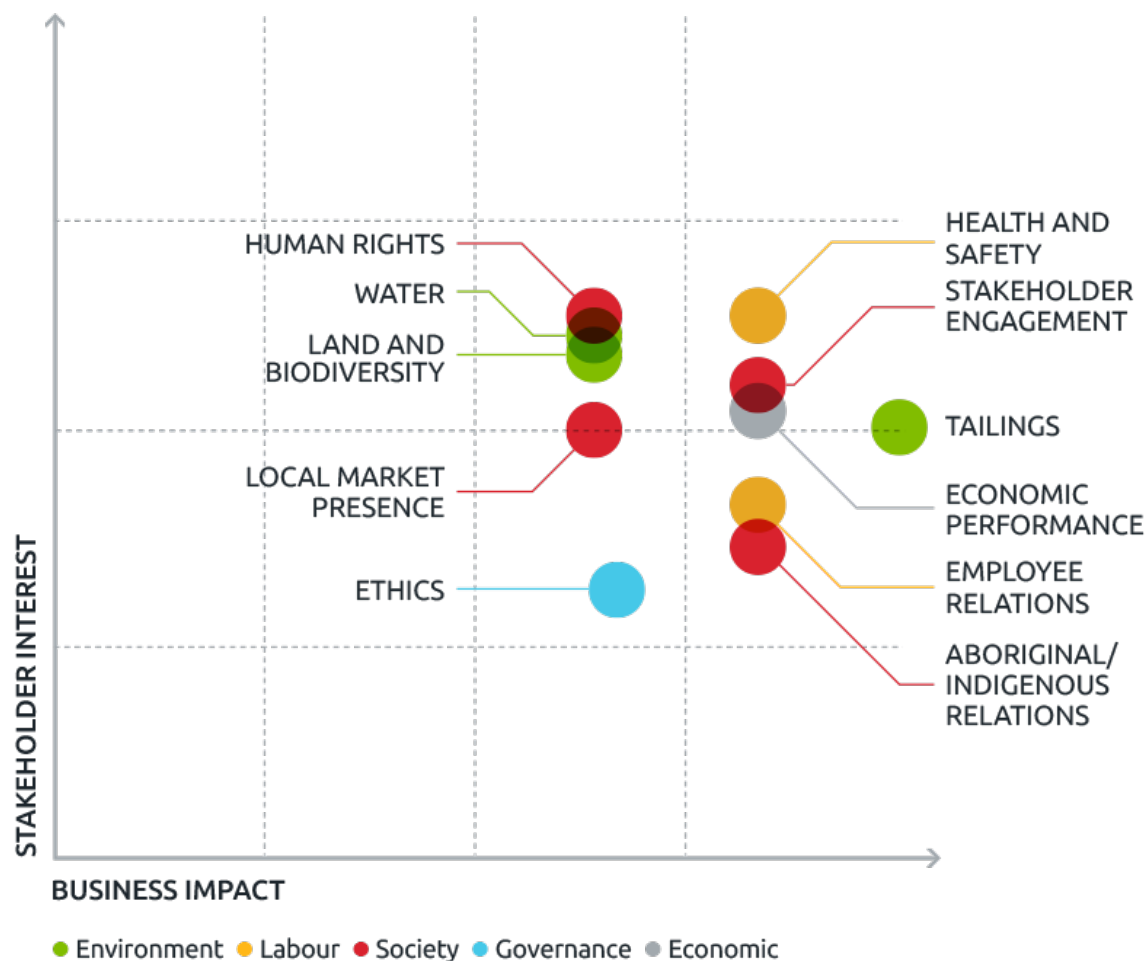 HUMAN RIGHTS
WATER
LAND AND
BIODIVERSITY
LOCAL MARKET
PRESENCE
ETHICS
HEALTH AND
SAFETY
STAKEHOLDER
ENGAGEMENT
TAILINGS
ECONOMIC
PERFORMANCE
EMPLOYEE
RELATIONS
ABORIGINAL/
INDIGENOUS
RELATIONS
STAKEHOLDER INTEREST
BUSINESS IMPACT
Environment Labour Society Governance Economic